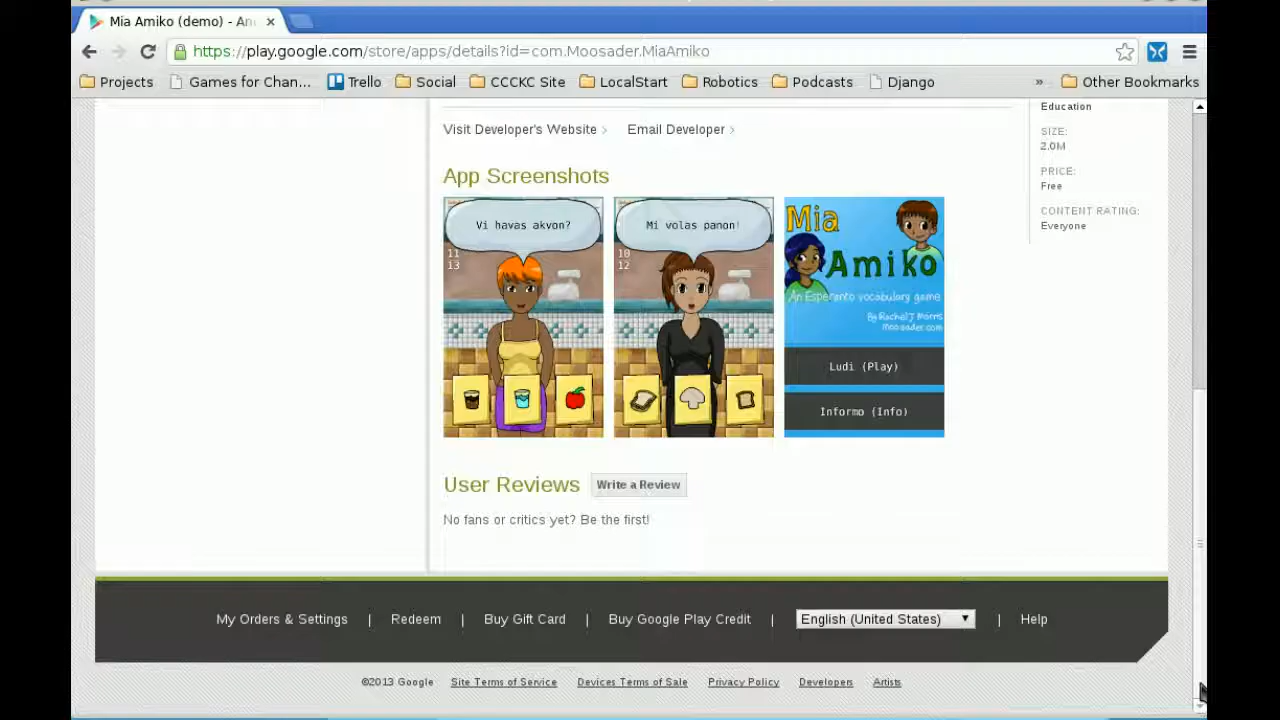 Mia Amiko (demo) - An
https://play.google.com/store/apps/details?id=com.Moosader.MiaAmiko
Projects Games for Chan... Trello Social CCCKC Site LocalStart Robotics Podcasts Django » Other Bookmarks
Education
SIZE:
2.0M
PRICE:
Free
CONTENT RATING:
Everyone
Visit Developer's Website › Email Developer ›
App Screenshots
Vi havas akvon?
11
13
Mi volas panon!
10
12
Mia
Amiko
An Esperanto vocabulary game
By Rachel J Morris
moosader.com
Ludi (Play)
Informo (Info)
User Reviews Write a Review
No fans or critics yet? Be the first!
My Orders & Settings | Redeem | Buy Gift Card | Buy Google Play Credit | English (United States) | Help
©2013 Google Site Terms of Service Devices Terms of Sale Privacy Policy Developers Artists